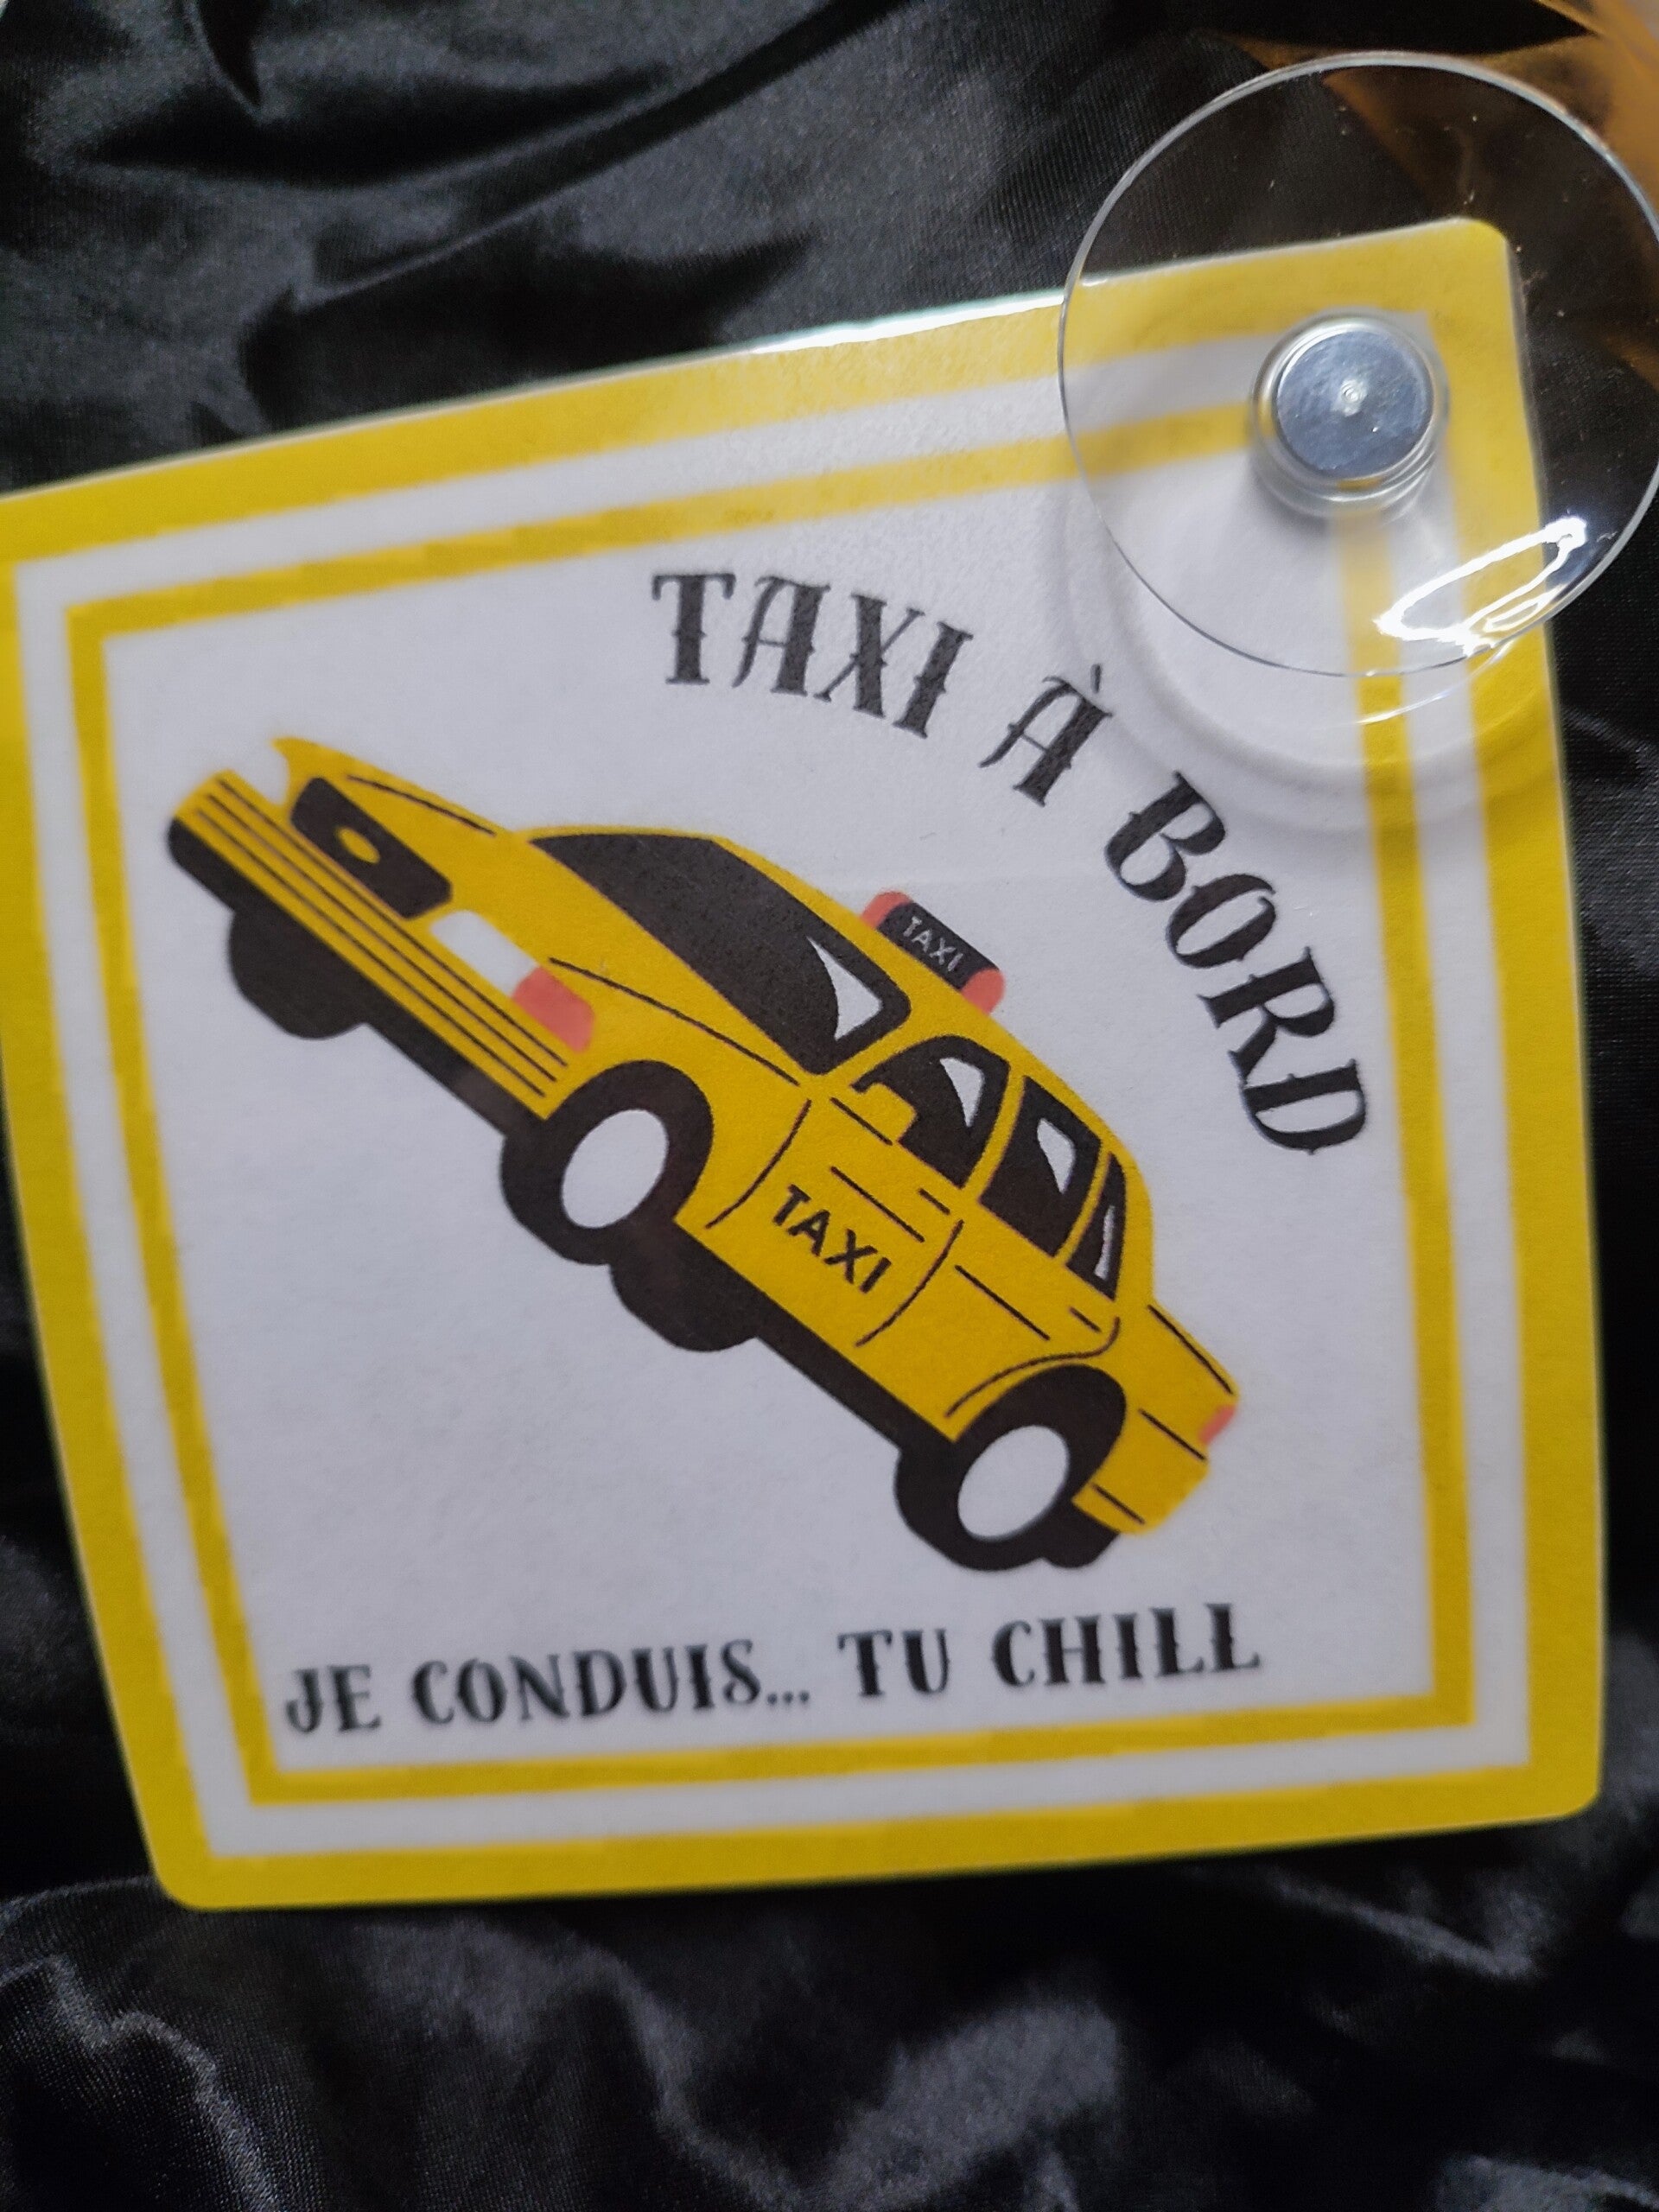 TAXI À BORD
TAXI
TAXI
JE CONDUIS... TU CHILL